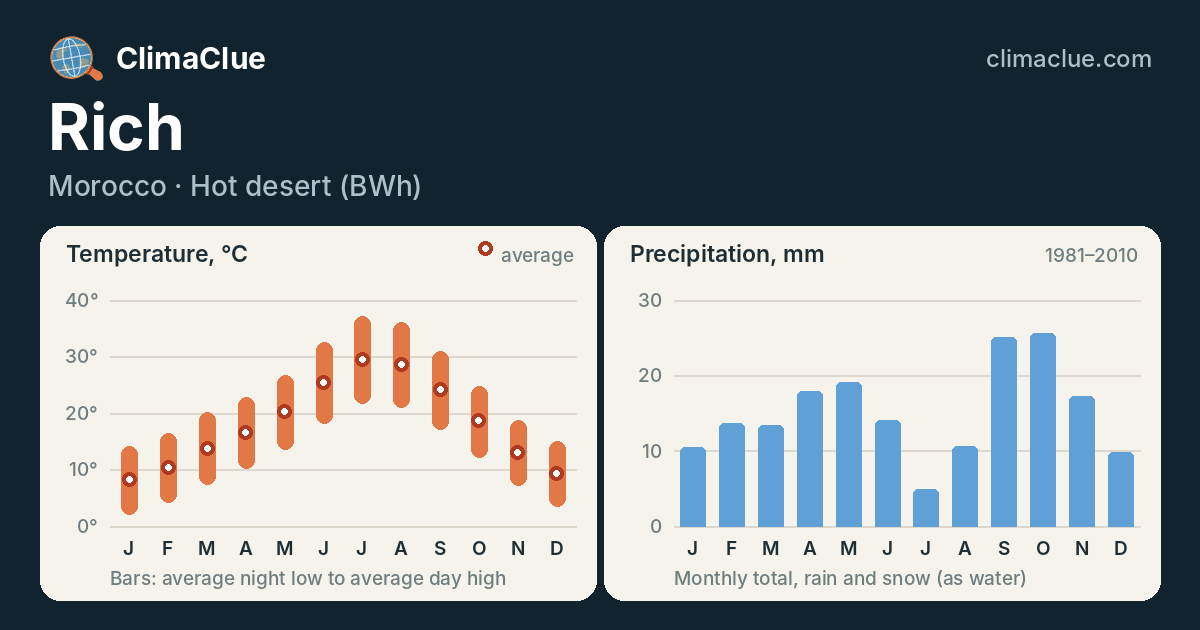 ClimaClue
climaclue.com
Rich
Morocco · Hot desert (BWh)
Temperature, °C
average
40°
30°
20°
10°
0°
J F M A M J J A S O N D
Bars: average night low to average day high
Precipitation, mm
1981–2010
30
20
10
0
J F M A M J J A S O N D
Monthly total, rain and snow (as water)